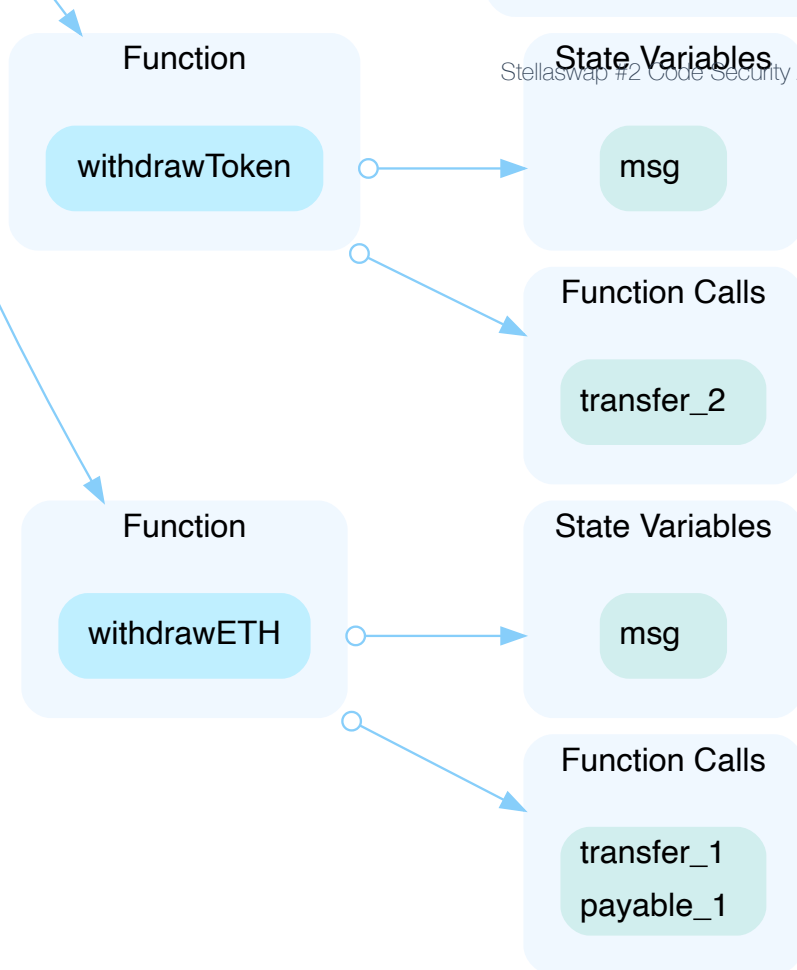 Function
State Variables
Stellaswap #2 Code Security
withdrawToken
msg
Function Calls
transfer_2
Function
State Variables
withdrawETH
msg
Function Calls
transfer_1
payable_1